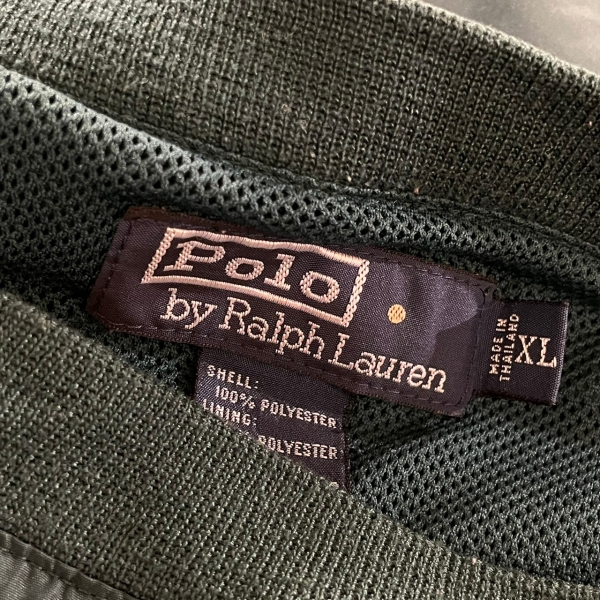 Polo
by Ralph Lauren
MADE IN
THAILAND
XL
SHELL:
100% POLYESTER
LINING:
POLYESTER